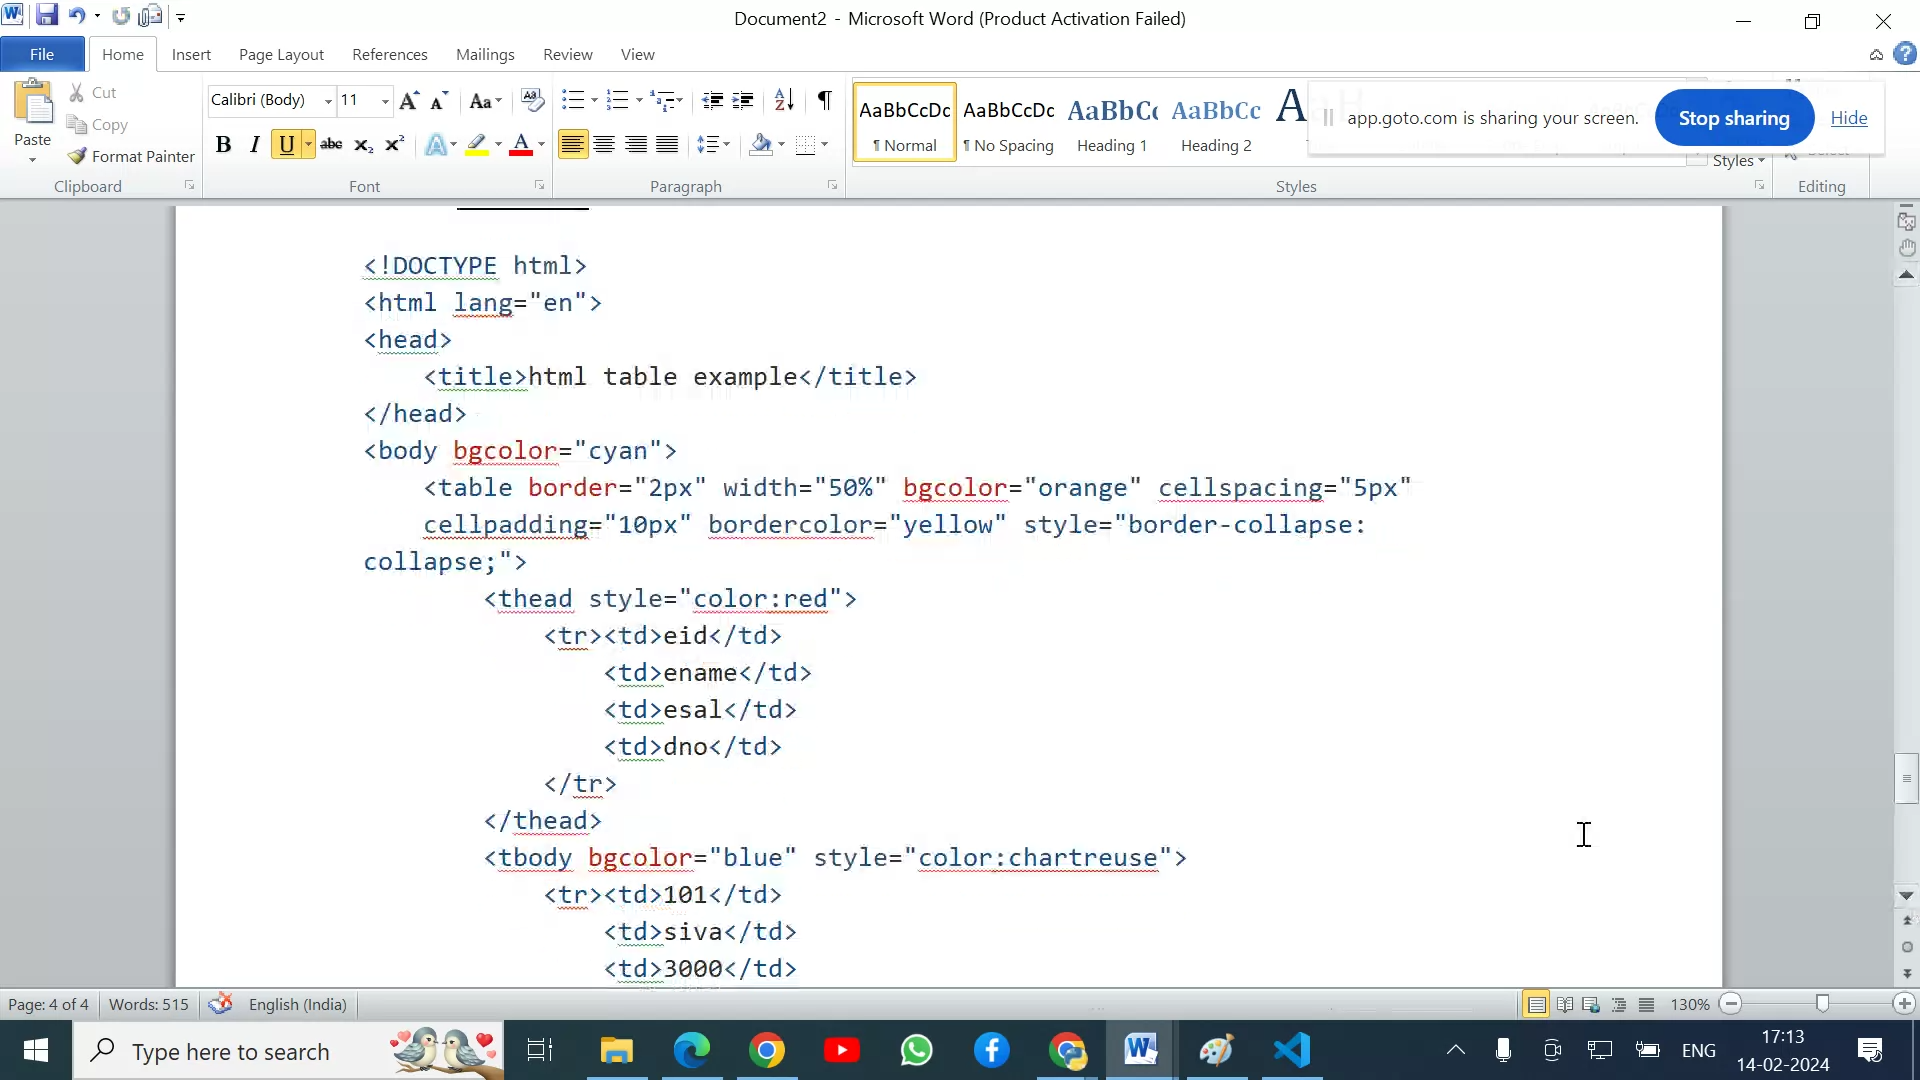 Document2 - Microsoft Word (Product Activation Failed)
File Home Insert Page Layout References Mailings Review View
Paste
Cut
Copy
Format Painter
Calibri (Body) 11
AaBbCcDc AaBbCcDc AaBbCc AaBbCc
¶ Normal ¶ No Spacing Heading 1 Heading 2
app.goto.com is sharing your screen. Stop sharing Hide
Styles
Clipboard Font Paragraph Styles Editing
<!DOCTYPE html>
<html lang="en">
<head>
<title>html table example</title>
</head>
<body bgcolor="cyan">
<table border="2px" width="50%" bgcolor="orange" cellspacing="5px"
cellpadding="10px" bordercolor="yellow" style="border-collapse:
collapse;">
<thead style="color:red">
<tr><td>eid</td>
<td>ename</td>
<td>esal</td>
<td>dno</td>
</tr>
</thead>
<tbody bgcolor="blue" style="color:chartreuse">
<tr><td>101</td>
<td>siva</td>
<td>3000</td>
Page: 4 of 4 Words: 515 English (India) 130%
Type here to search
ENG
17:13
14-02-2024